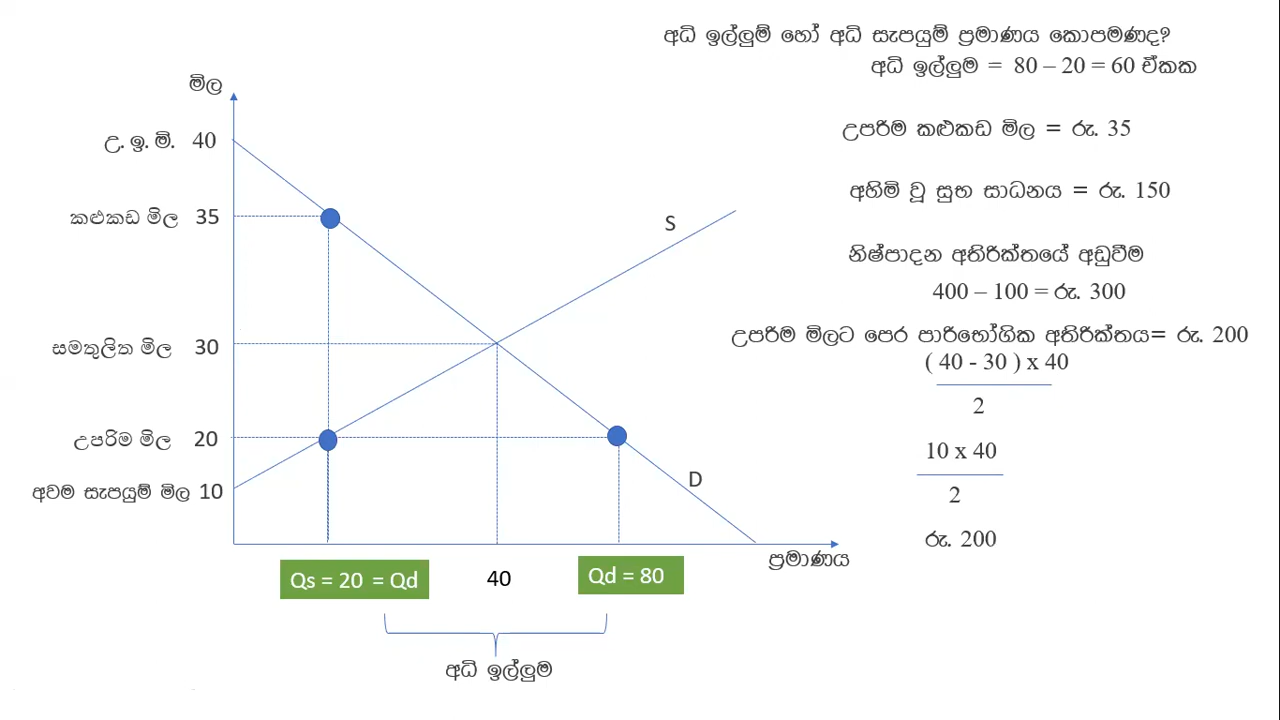 අධි ඉල්ලුම් හෝ අධි සැපයුම් ප්‍රමාණය කොපමණද?
අධි ඉල්ලුම = 80 – 20 = 60 ඒකක
මිල
උ. ඉ. මි. 40
උපරිම කළුකඩ මිල = රු. 35
අහිමි වූ සුභ සාධනය = රු. 150
කළුකඩ මිල 35
S
නිෂ්පාදන අතිරික්තයේ අඩුවීම
400 – 100 = රු. 300
උපරිම මිලට පෙර පාරිභෝගික අතිරික්තය= රු. 200
( 40 - 30 ) x 40
2
සමතුලිත මිල 30
10 x 40
2
උපරිම මිල 20
D
අවම සැපයුම් මිල 10
රු. 200
ප්‍රමාණය
Qs = 20 = Qd
40
Qd = 80
අධි ඉල්ලුම